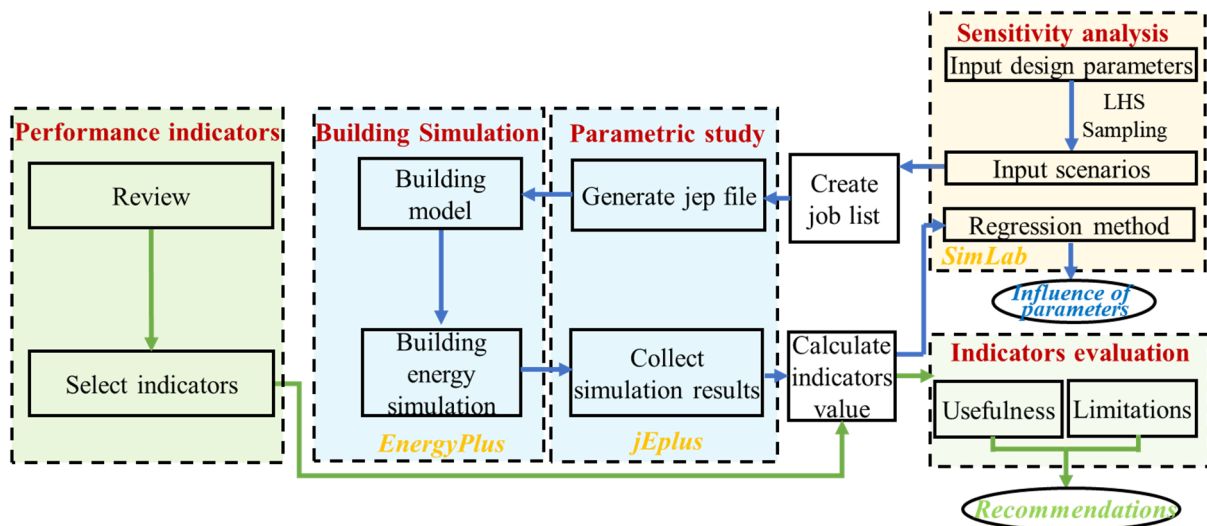 Performance indicators
Review
Select indicators
Building Simulation
Building
model
Building
energy
simulation
EnergyPlus
Parametric study
Generate jep file
Collect
simulation results
jEplus
Create
job list
Calculate
indicators
value
Sensitivity analysis
Input design parameters
LHS
Sampling
Input scenarios
Regression method
SimLab
Influence of
parameters
Indicators evaluation
Usefulness
Limitations
Recommendations